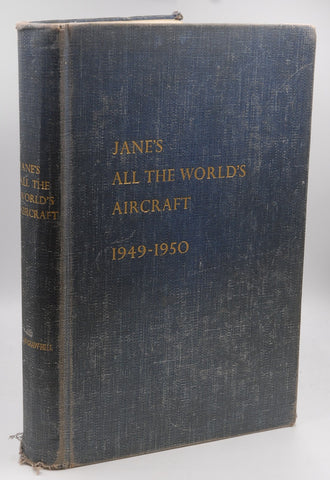 JANE'S
ALL THE WORLD'S
AIRCRAFT
1949-1950
JANE'S
ALL THE
WORLD'S
AIRCRAFT